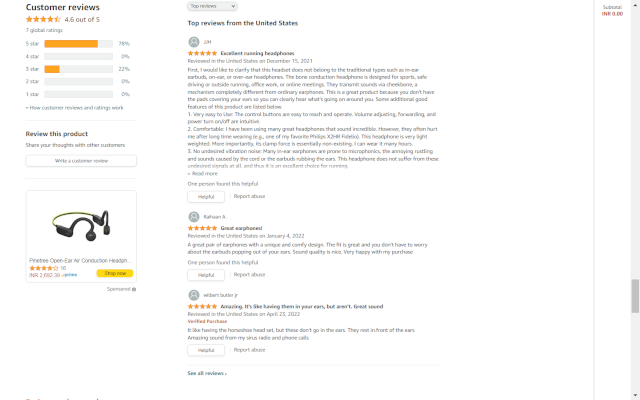 Customer reviews
4.6 out of 5
7 global ratings
5 star 78%
4 star 0%
3 star 22%
2 star 0%
1 star 0%
How customer reviews and ratings work
Review this product
Share your thoughts with other customers
Write a customer review
Pinetree Open-Ear Air Conduction Headph...
16
INR 2,692.38 prime
Shop now
Sponsored
Top reviews
Top reviews from the United States
JJH
Excellent running headphones
Reviewed in the United States on December 15, 2021
First, I would like to clarify that this headset does not belong to the traditional types such as in-ear
earbuds, on-ear, or over-ear headphones. The bone conduction headphone is designed for sports, safe
driving or outside running, office work, or online meetings. They transmit sounds via cheekbone, a
mechanism completely different from ordinary earphones. This is a great product because you don't have
the pads covering your ears so you can clearly hear what's going on around you. Some additional good
features of this product are listed below.
1. Very easy to Use: The control buttons are easy to reach and operate. Volume adjusting, forwarding, and
power turn on/off are intuitive.
2. Comfortable: I have been using many great headphones that sound incredible. However, they often hurt
me after long time wearing (e.g., one of my favorite Philips X2HR Fidelio). This headphone is very light
weighted. More importantly, its clamp force is essentially non-existing. I can wear it many hours.
3. No undesired vibration noise: Many in-ear earphones are prone to microphonics, the annoying rustling
and sounds caused by the cord or the earbuds rubbing the ears. This headphone does not suffer from these
undesired signals at all, and thus it is an excellent choice for running.
Read more
One person found this helpful
Helpful
Report abuse
Raihaan A.
Great earphones!
Reviewed in the United States on January 4, 2022
A great pair of earphones with a unique and comfy design. The fit is great and you don't have to worry
about the earbuds popping out of your ears. Sound quality is nice. Very happy with my purchase
One person found this helpful
Helpful
Report abuse
wilbert butler jr
Amazing. It's like having them in your ears, but aren't. Great sound
Reviewed in the United States on April 23, 2022
Verified Purchase
It like having the horseshoe head set, but these don't go in the ears. They rest in front of the ears
Amazing sound from my sirus radio and phone calls
Helpful
Report abuse
See all reviews ›
Subtotal
INR 0.00